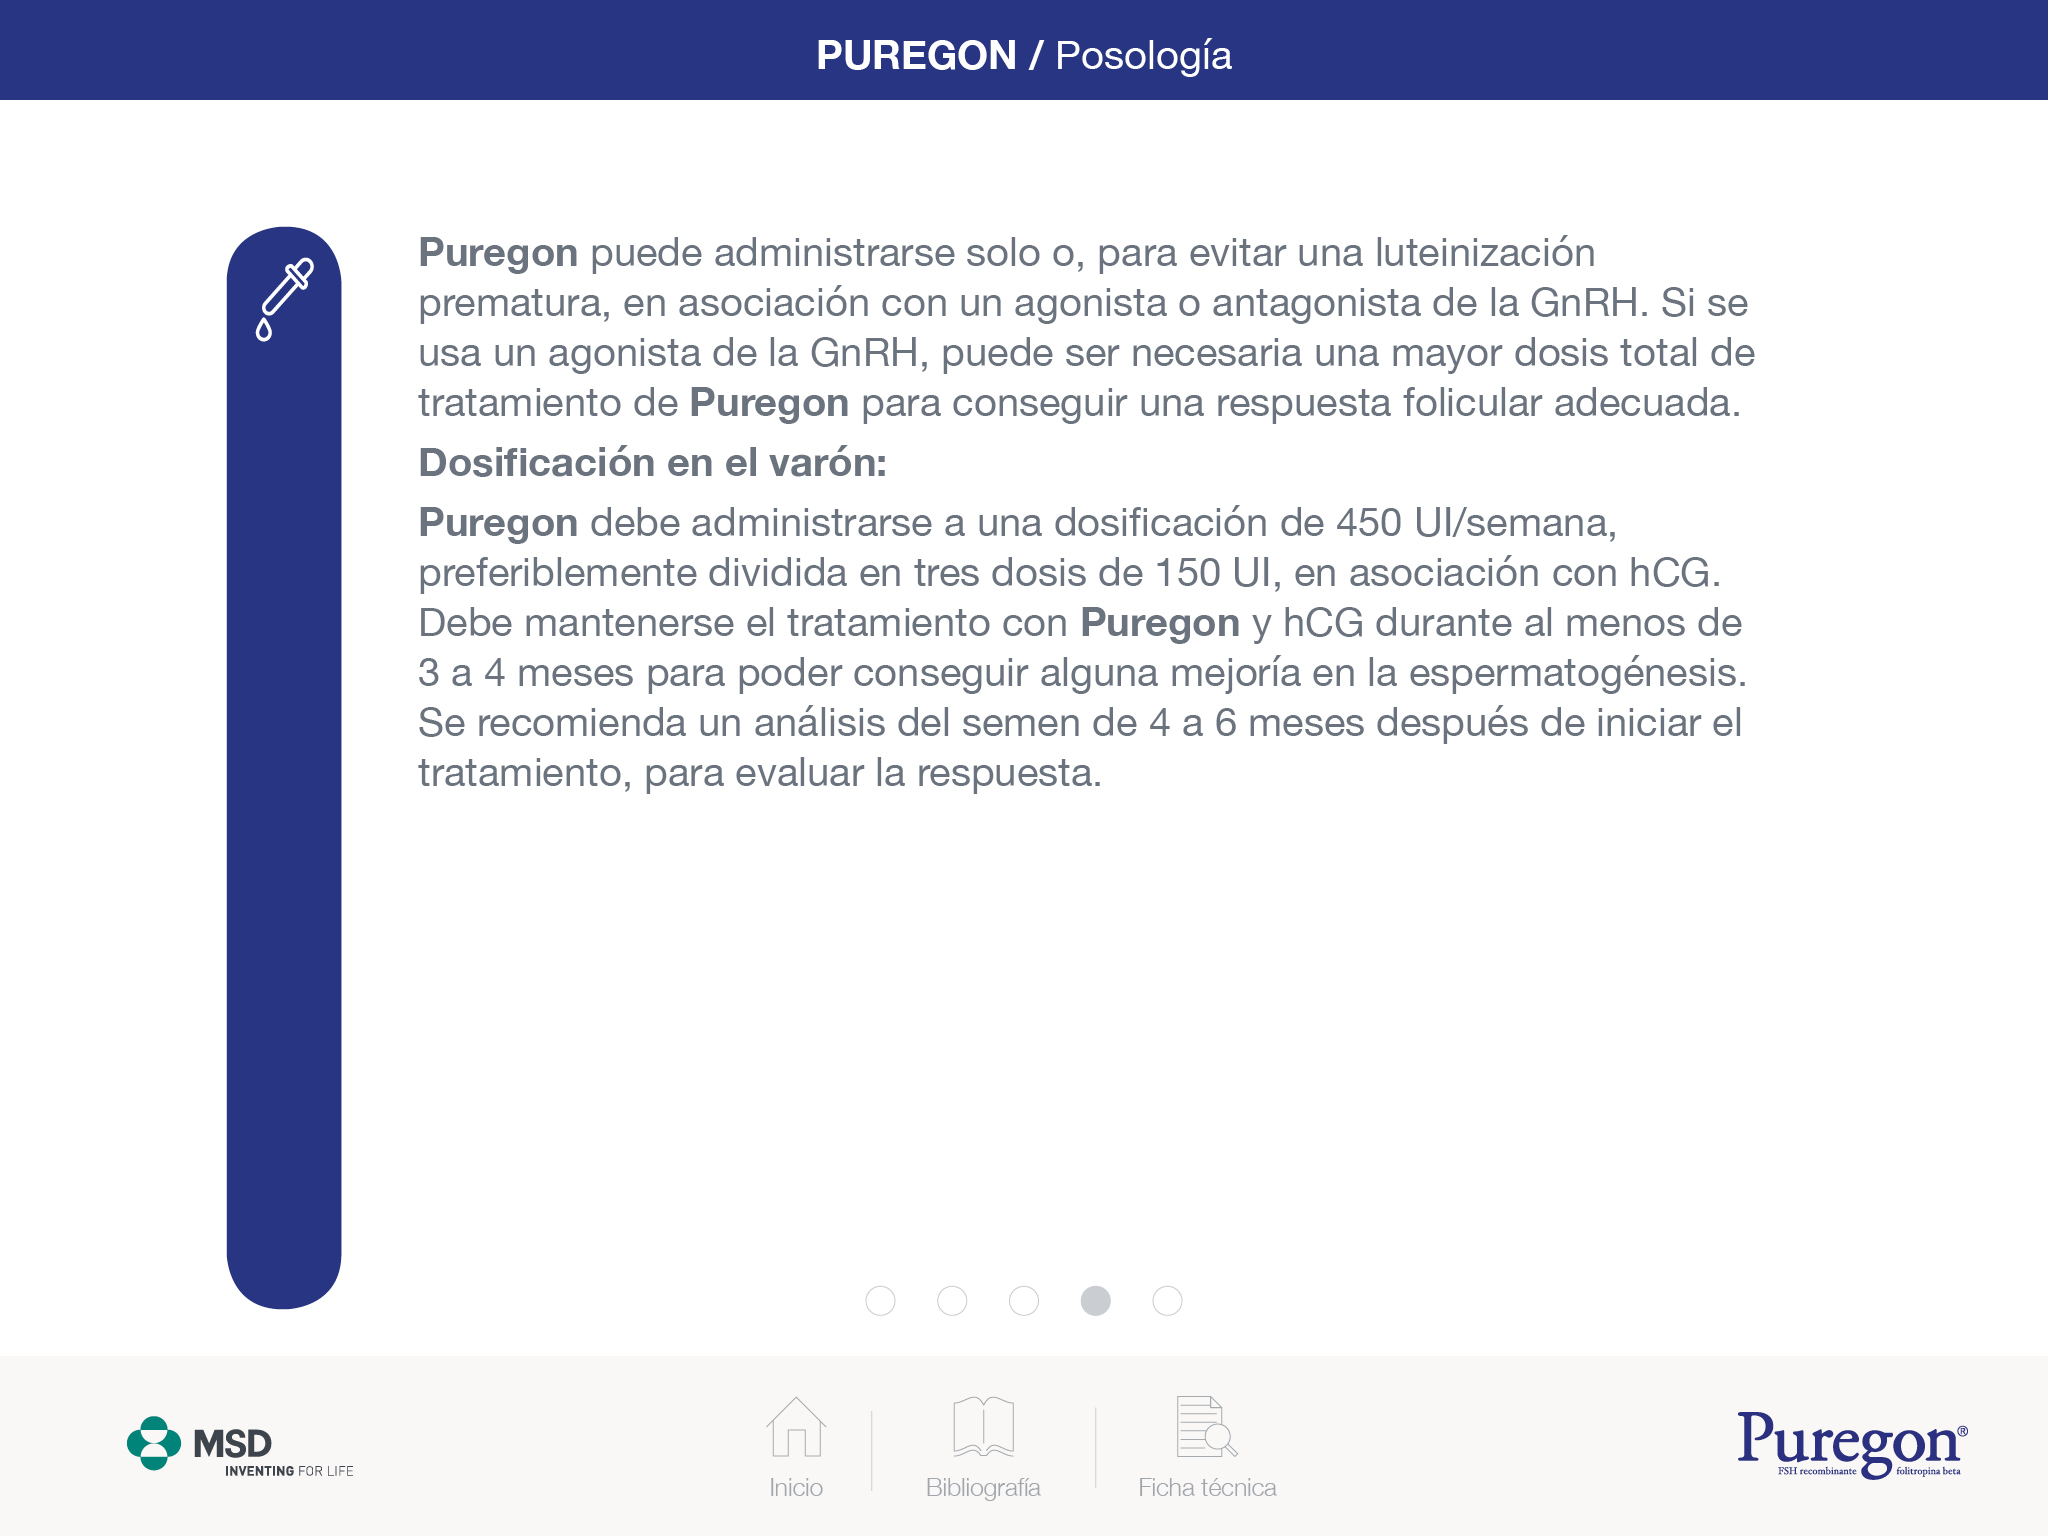 PUREGON / Posología
Puregon puede administrarse solo o, para evitar una luteinización
prematura, en asociación con un agonista o antagonista de la GnRH. Si se
usa un agonista de la GnRH, puede ser necesaria una mayor dosis total de
tratamiento de Puregon para conseguir una respuesta folicular adecuada.
Dosificación en el varón:
Puregon debe administrarse a una dosificación de 450 UI/semana,
preferiblemente dividida en tres dosis de 150 UI, en asociación con hCG.
Debe mantenerse el tratamiento con Puregon y hCG durante al menos de
3 a 4 meses para poder conseguir alguna mejoría en la espermatogénesis.
Se recomienda un análisis del semen de 4 a 6 meses después de iniciar el
tratamiento, para evaluar la respuesta.
MSD
INVENTING FOR LIFE
Inicio
Bibliografía
Ficha técnica
Puregon®
FSH recombinante folitropina beta